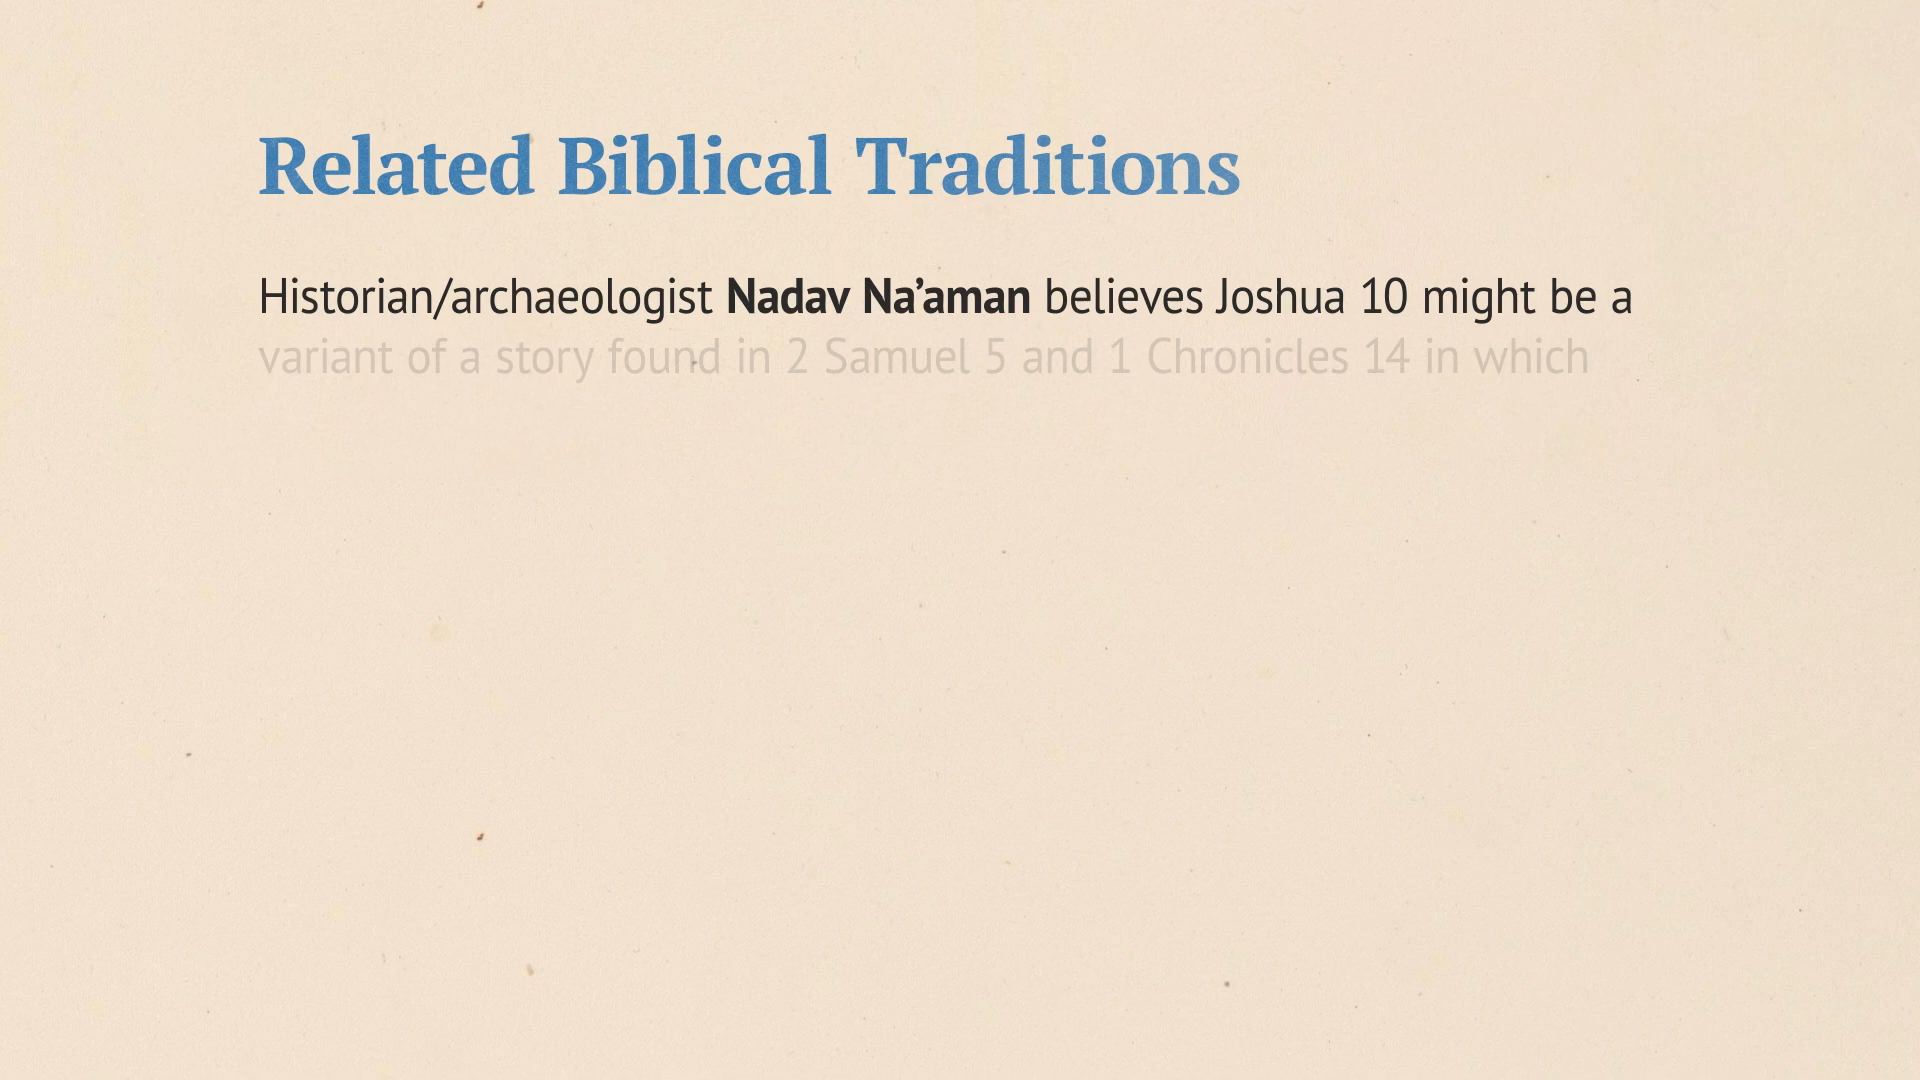 Related Biblical Traditions
Historian/archaeologist Nadav Na’aman believes Joshua 10 might be a
variant of a story found in 2 Samuel 5 and 1 Chronicles 14 in which